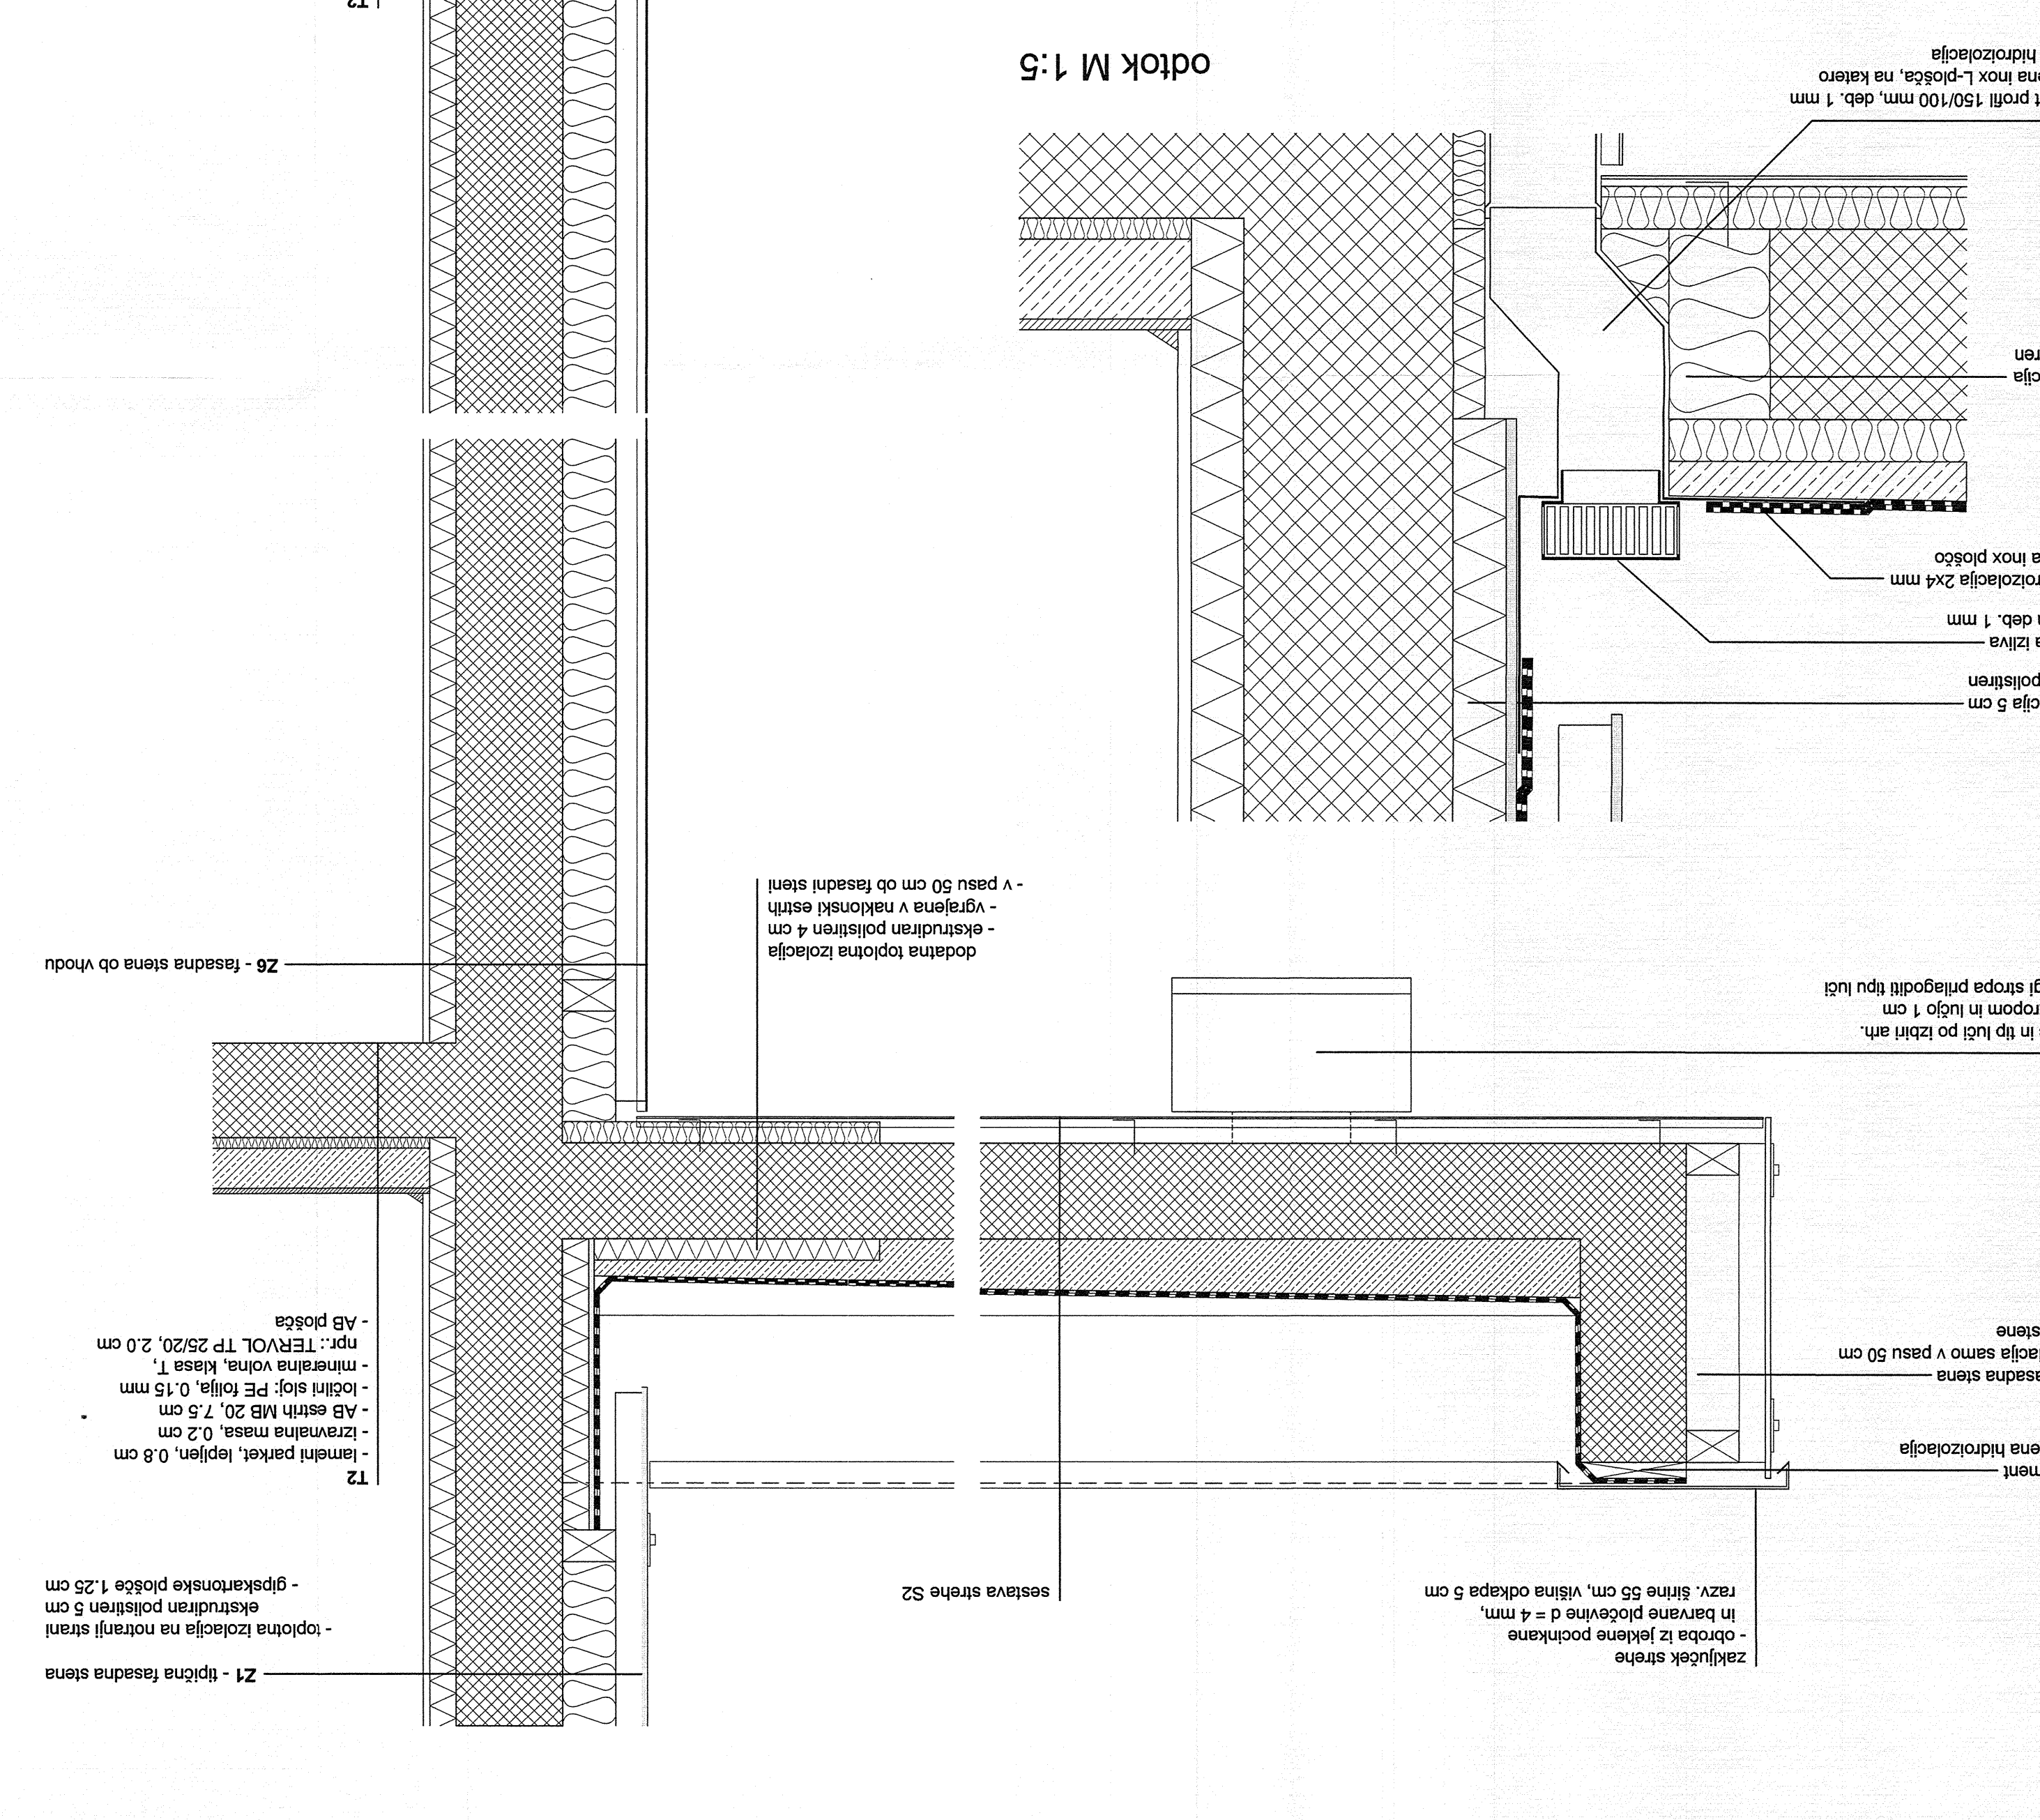 zaključek strehe
- obroba iz jeklene pocinkane
in barvane pločevine d = 4 mm,
razv. širine 55 cm, višina odkapa 5 cm
sestava strehe S2
Z1 - tipična fasadna stena
- toplotna izolacija na notranji strani
ekstrudiran polistiren 5 cm
- gipskartonske plošče 1.25 cm
ment
ena hidroizolacija
asadna stena
lacija samo v pasu 50 cm
stene
T2
- lamelni parket, lepljen, 0.8 cm
- izravnalna masa, 0.2 cm
- AB estrih MB 20, 7.5 cm
- ločilni sloj: PE folija, 0.15 mm
- mineralna volna, klasa T,
npr.: TERVOL TP 25/20, 2.0 cm
- AB plošča
in tip luči po izbiri arh.
ropom in lučjo 1 cm
gi stropa prilagoditi tipu luči
dodatna toplotna izolacija
- ekstrudiran polistiren 4 cm
- vgrajena v naklonski estrih
- v pasu 50 cm ob fasadni steni
Z6 - fasadna stena ob vhodu
cija 5 cm
polistiren
a izliva
deb. 1 mm
roizolacija 2x4 mm
a inox ploščo
cija
ren
t profil 150/100 mm, deb. 1 mm
ena inox L-plošča, na katero
hidroizolacija
odtok M 1:5
T2